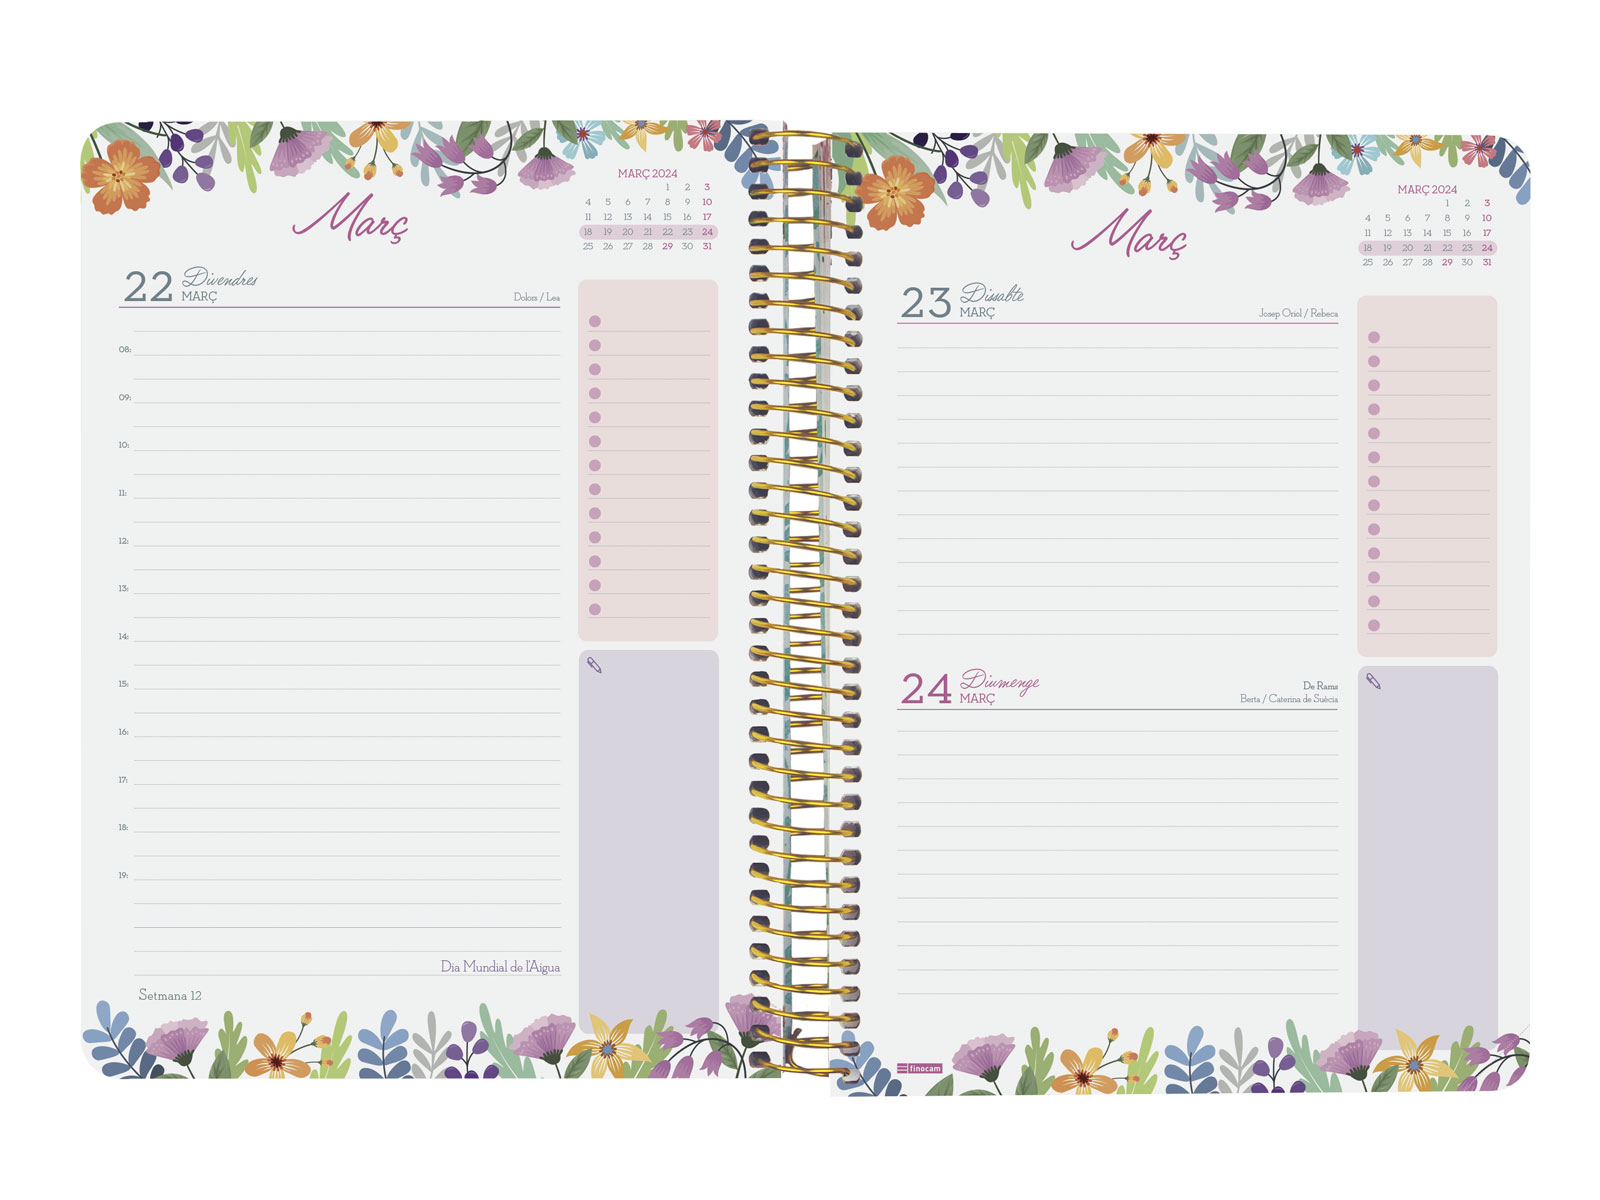 Març
MARÇ 2024
1 2 3
4 5 6 7 8 9 10
11 12 13 14 15 16 17
18 19 20 21 22 23 24
25 26 27 28 29 30 31
22 Divendres
MARÇ
Dolors / Lea
08:
09:
10:
11:
12:
13:
14:
15:
16:
17:
18:
19:
Dia Mundial de l'Aigua
Setmana 12
Març
MARÇ 2024
1 2 3
4 5 6 7 8 9 10
11 12 13 14 15 16 17
18 19 20 21 22 23 24
25 26 27 28 29 30 31
23 Dissabte
MARÇ
Josep Oriol / Rebeca
24 Diumenge
MARÇ
De Rams
Berta / Caterina de Suècia
finocam